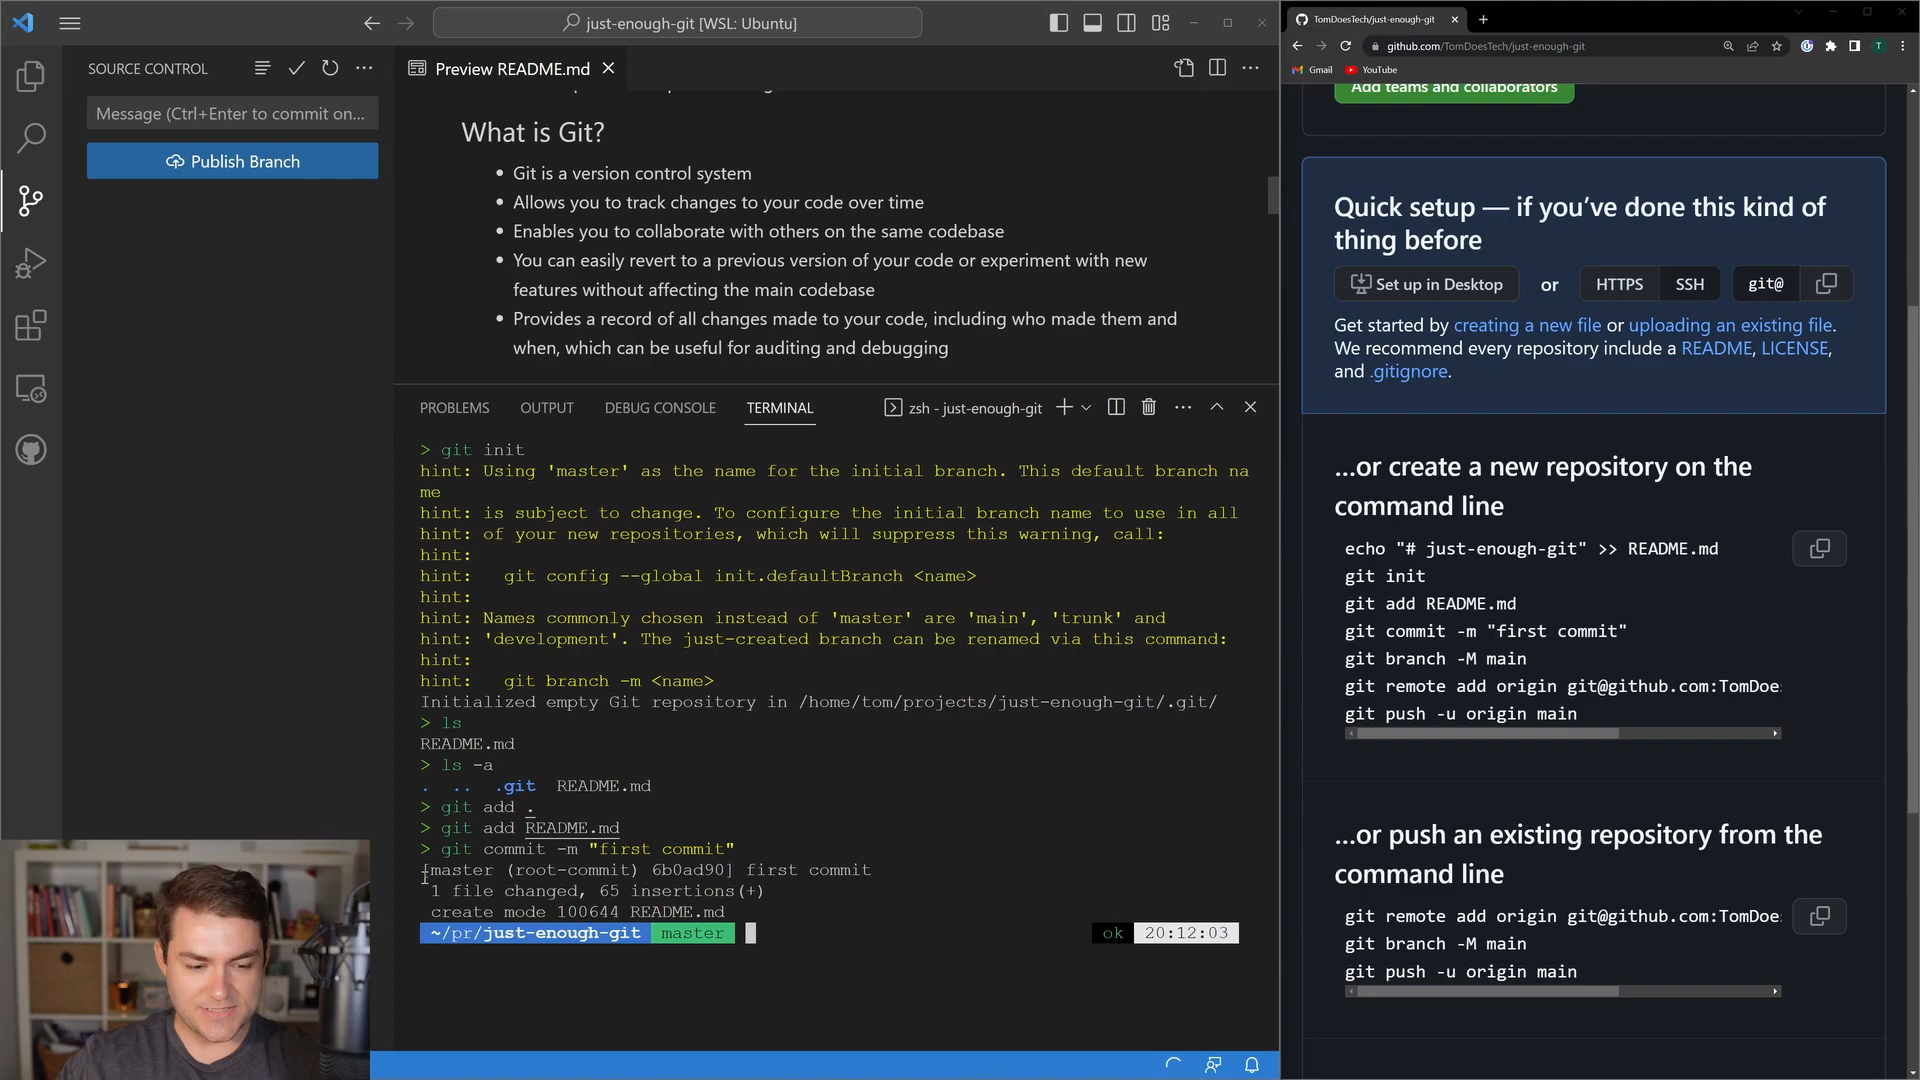 just-enough-git [WSL: Ubuntu]
SOURCE CONTROL
Message (Ctrl+Enter to commit on...
Publish Branch
Preview README.md
What is Git?
• Git is a version control system
• Allows you to track changes to your code over time
• Enables you to collaborate with others on the same codebase
• You can easily revert to a previous version of your code or experiment with new
features without affecting the main codebase
• Provides a record of all changes made to your code, including who made them and
when, which can be useful for auditing and debugging
PROBLEMS OUTPUT DEBUG CONSOLE TERMINAL zsh - just-enough-git
> git init
hint: Using 'master' as the name for the initial branch. This default branch na
me
hint: is subject to change. To configure the initial branch name to use in all
hint: of your new repositories, which will suppress this warning, call:
hint:
hint:   git config --global init.defaultBranch <name>
hint:
hint: Names commonly chosen instead of 'master' are 'main', 'trunk' and
hint: 'development'. The just-created branch can be renamed via this command:
hint:
hint:   git branch -m <name>
Initialized empty Git repository in /home/tom/projects/just-enough-git/.git/
> ls
README.md
> ls -a
.  ..  .git  README.md
> git add .
> git add README.md
> git commit -m "first commit"
[master (root-commit) 6b0ad90] first commit
1 file changed, 65 insertions(+)
create mode 100644 README.md
~/pr/just-enough-git master ok 20:12:03
TomDoesTech/just-enough-git
github.com/TomDoesTech/just-enough-git
T
Gmail YouTube
Add teams and collaborators
Quick setup — if you've done this kind of
thing before
Set up in Desktop or HTTPS SSH git@
Get started by creating a new file or uploading an existing file.
We recommend every repository include a README, LICENSE,
and .gitignore.
...or create a new repository on the
command line
echo "# just-enough-git" >> README.md
git init
git add README.md
git commit -m "first commit"
git branch -M main
git remote add origin git@github.com:TomDoe
git push -u origin main
...or push an existing repository from the
command line
git remote add origin git@github.com:TomDoe
git branch -M main
git push -u origin main